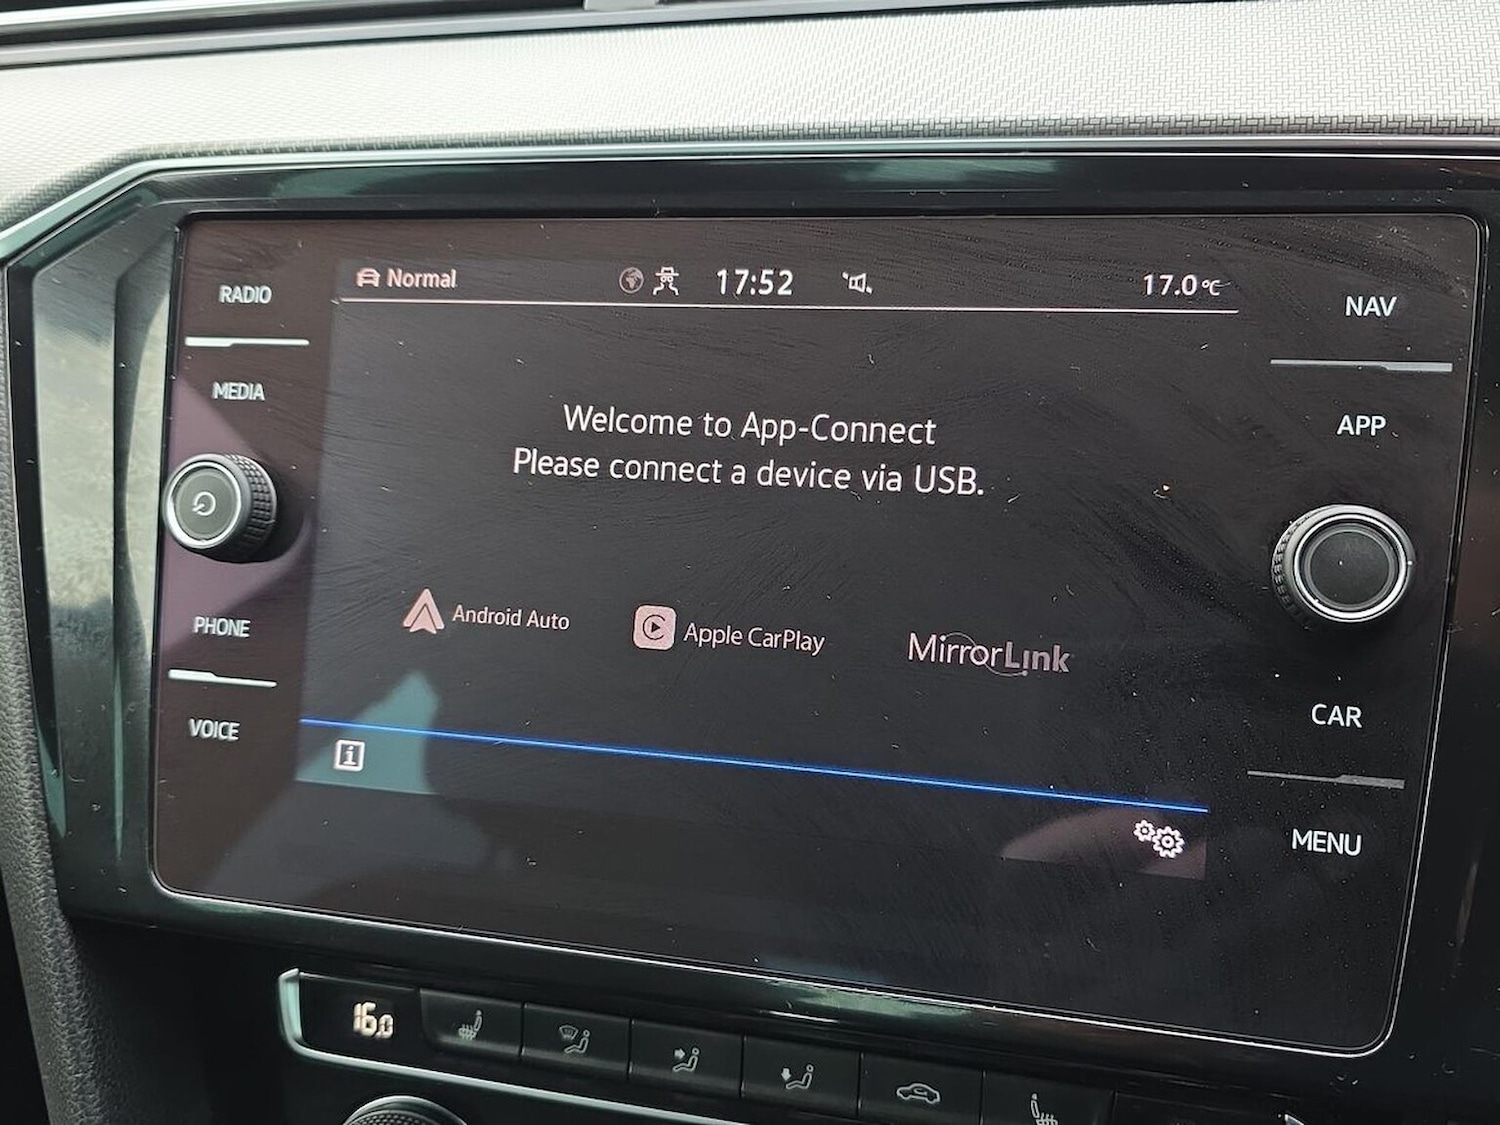 Normal 17:52 17.0°C
RADIO
MEDIA
PHONE
VOICE
Welcome to App-Connect
Please connect a device via USB.
Android Auto Apple CarPlay MirrorLink
i
NAV
APP
CAR
MENU
16.0